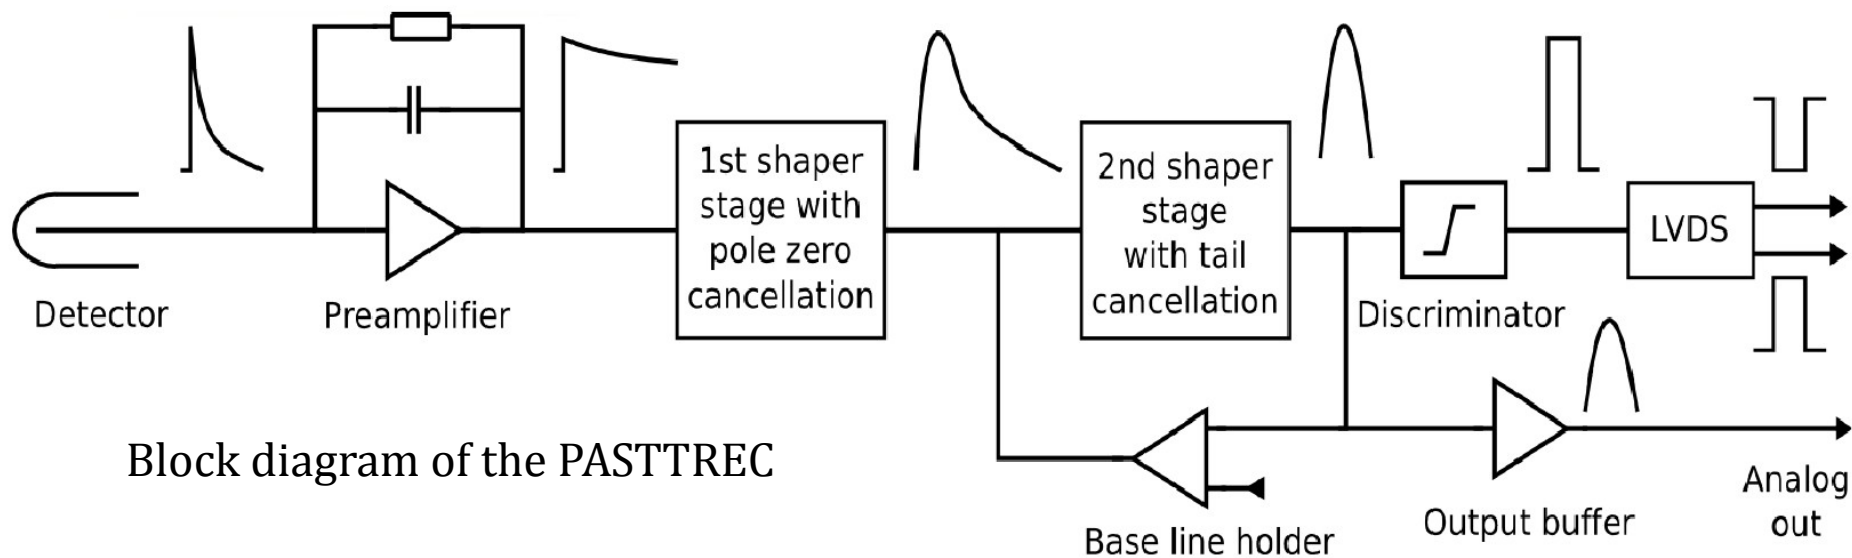 Detector
Preamplifier
1st shaper
stage with
pole zero
cancellation
2nd shaper
stage
with tail
cancellation
Discriminator
LVDS
Block diagram of the PASTTREC
Base line holder
Output buffer
Analog
out